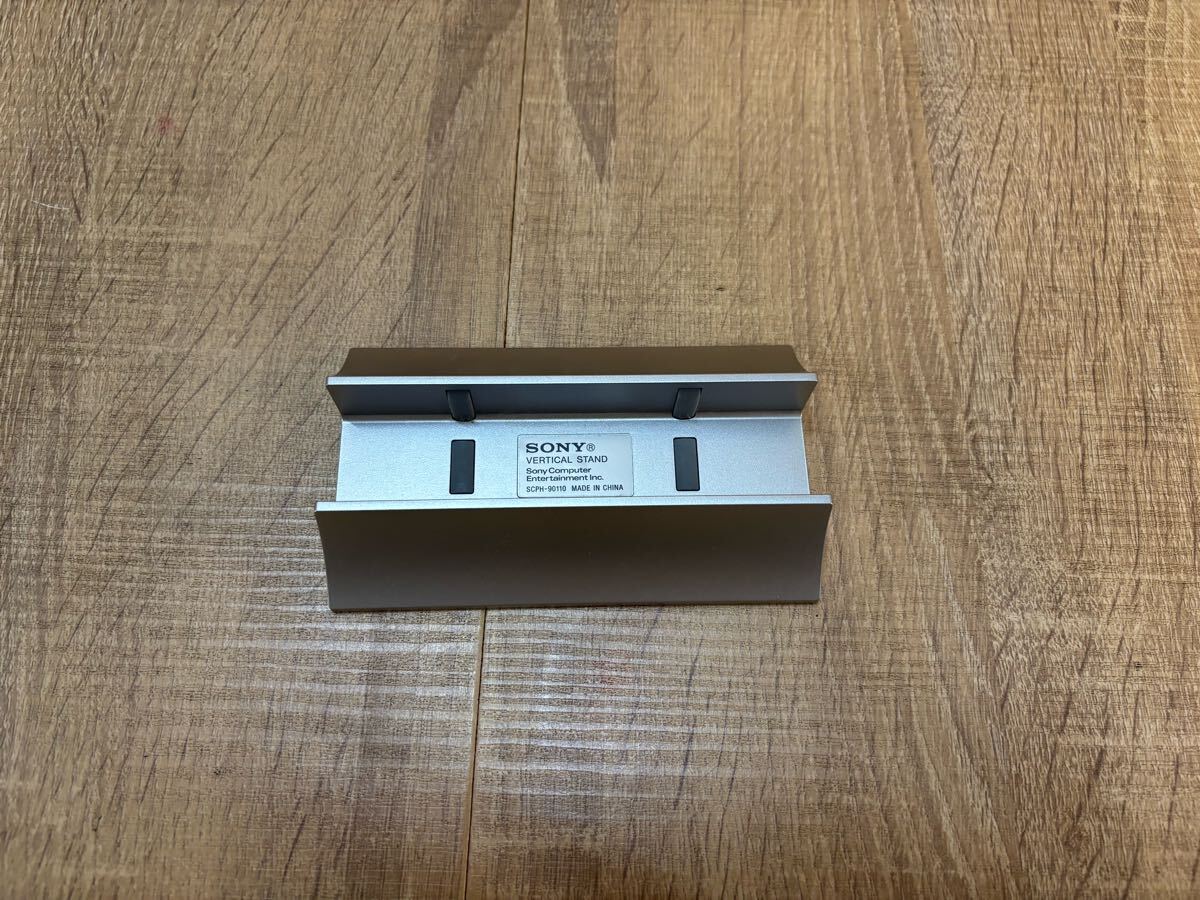 SONY®
VERTICAL STAND
Sony Computer
Entertainment Inc.
SCPH-90110 MADE IN CHINA